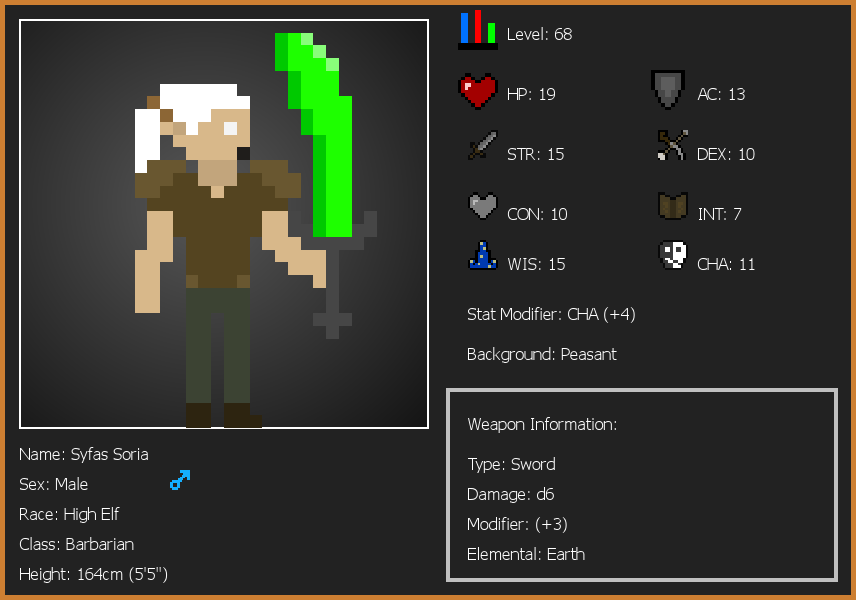 Level: 68
HP: 19
AC: 13
STR: 15
DEX: 10
CON: 10
INT: 7
WIS: 15
CHA: 11
Stat Modifier: CHA (+4)
Background: Peasant
Weapon Information:
Type: Sword
Damage: d6
Modifier: (+3)
Elemental: Earth
Name: Syfas Soria
Sex: Male
Race: High Elf
Class: Barbarian
Height: 164cm (5'5")